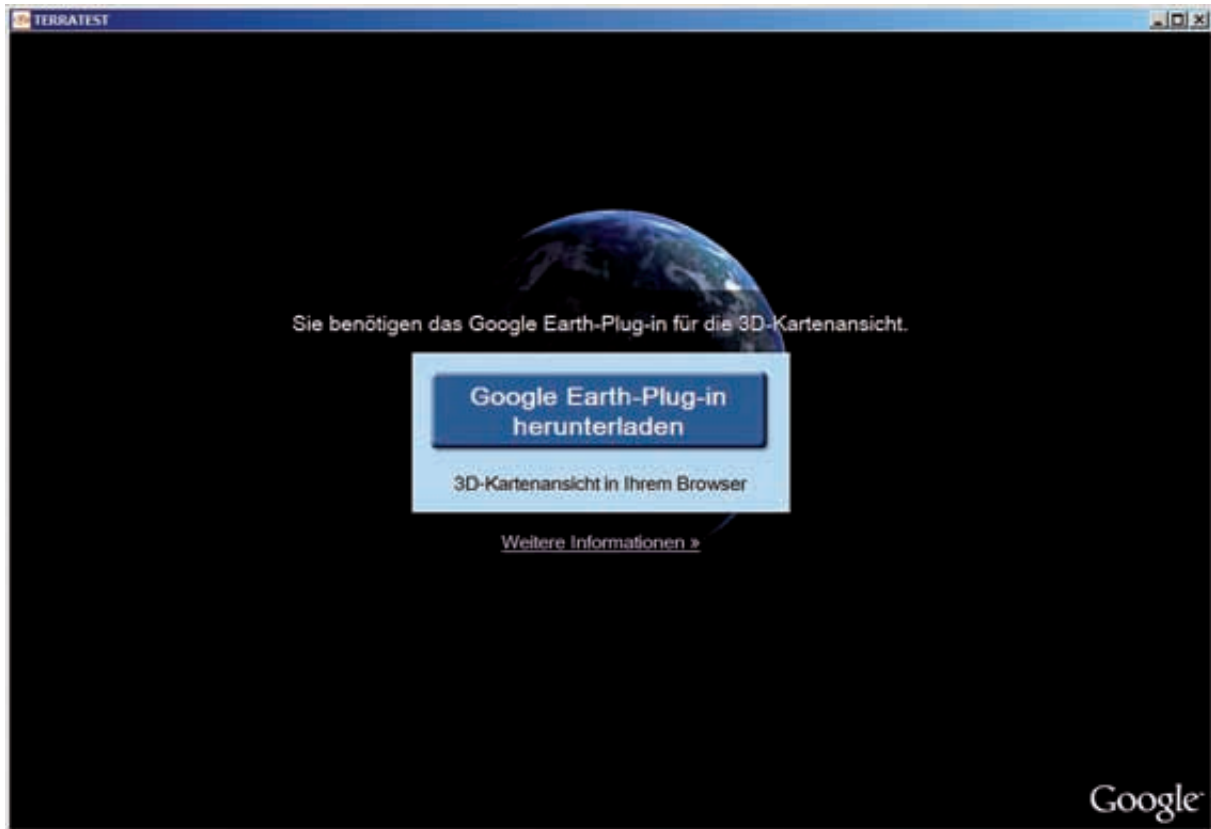 TERRATEST
Sie benötigen das Google Earth-Plug-in für die 3D-Kartenansicht.
Google Earth-Plug-in
herunterladen
3D-Kartenansicht in Ihrem Browser
Weitere Informationen »
Google